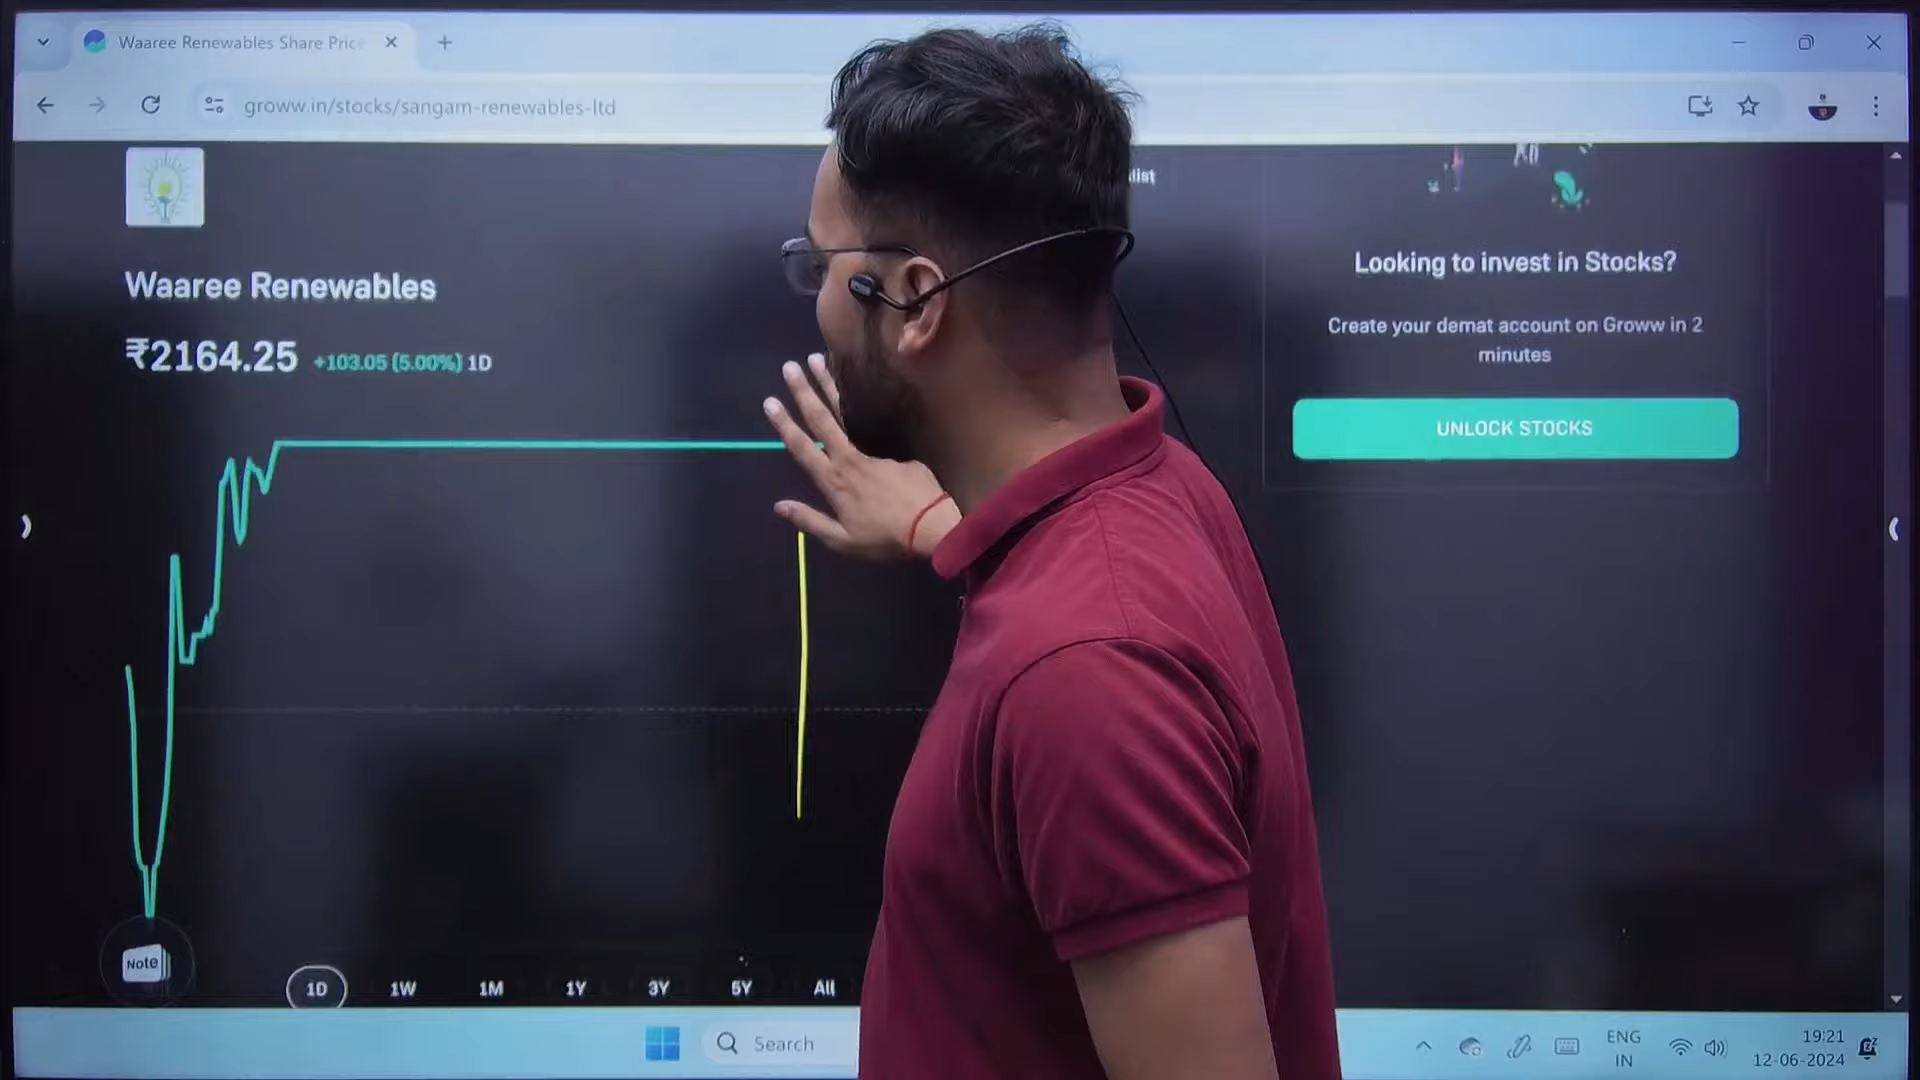 Waaree Renewables Share Price
groww.in/stocks/sangam-renewables-ltd
Waaree Renewables
₹2164.25 +103.05 (5.00%) 1D
Looking to invest in Stocks?
Create your demat account on Groww in 2
minutes
UNLOCK STOCKS
Note
1D 1W 1M 1Y 3Y 5Y All
Search
ENG
IN
19:21
12-06-2024